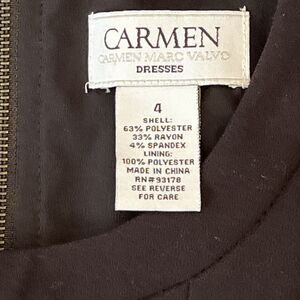 CARMEN
CARMEN MARC VALVO
DRESSES
4
SHELL:
63% POLYESTER
33% RAYON
4% SPANDEX
LINING:
100% POLYESTER
MADE IN CHINA
RN#93178
SEE REVERSE
FOR CARE